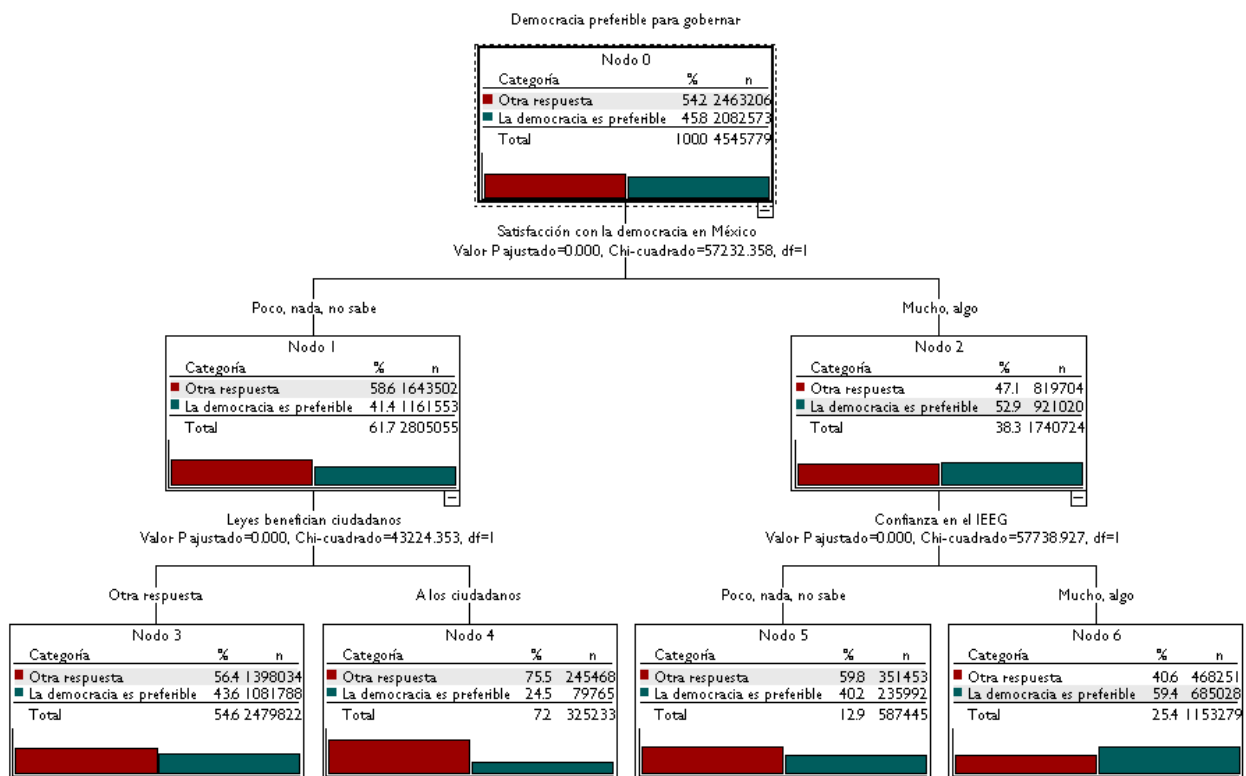 Democracia preferible para gobernar
Nodo 0
Categoría % n
Otra respuesta 54.2 2463206
La democracia es preferible 45.8 2082573
Total 100.0 4545779
Satisfacción con la democracia en México
Valor P ajustado=0.000, Chi-cuadrado=57232.358, df=1
Poco, nada, no sabe
Mucho, algo
Nodo 1
Categoría % n
Otra respuesta 58.6 1643502
La democracia es preferible 41.4 1161553
Total 61.7 2805055
Nodo 2
Categoría % n
Otra respuesta 47.1 819704
La democracia es preferible 52.9 921020
Total 38.3 1740724
Leyes benefician ciudadanos
Valor P ajustado=0.000, Chi-cuadrado=43224.353, df=1
Confianza en el IEEG
Valor P ajustado=0.000, Chi-cuadrado=57738.927, df=1
Otra respuesta
A los ciudadanos
Poco, nada, no sabe
Mucho, algo
Nodo 3
Categoría % n
Otra respuesta 56.4 1398034
La democracia es preferible 43.6 1081788
Total 54.6 2479822
Nodo 4
Categoría % n
Otra respuesta 75.5 245468
La democracia es preferible 24.5 79765
Total 7.2 325233
Nodo 5
Categoría % n
Otra respuesta 59.8 351453
La democracia es preferible 40.2 235992
Total 12.9 587445
Nodo 6
Categoría % n
Otra respuesta 40.6 468251
La democracia es preferible 59.4 685028
Total 25.4 1153279